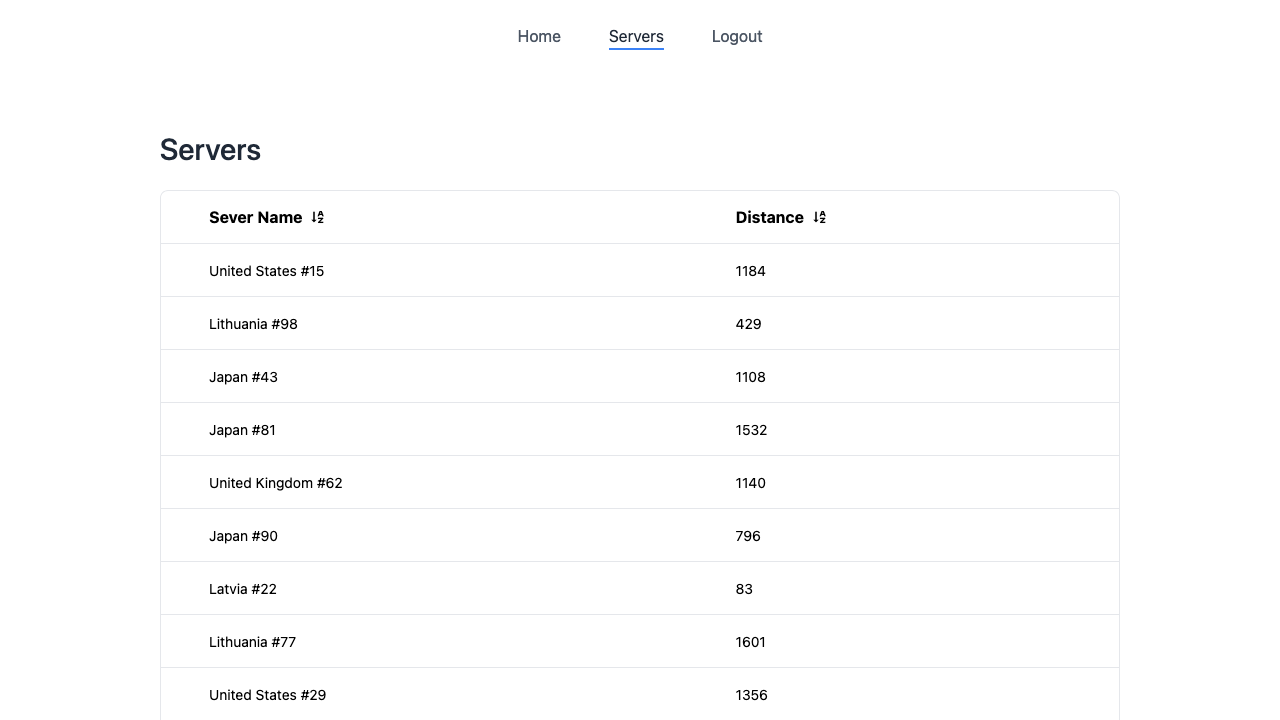 Home Servers Logout
Servers
Sever Name Distance
United States #15 1184
Lithuania #98 429
Japan #43 1108
Japan #81 1532
United Kingdom #62 1140
Japan #90 796
Latvia #22 83
Lithuania #77 1601
United States #29 1356